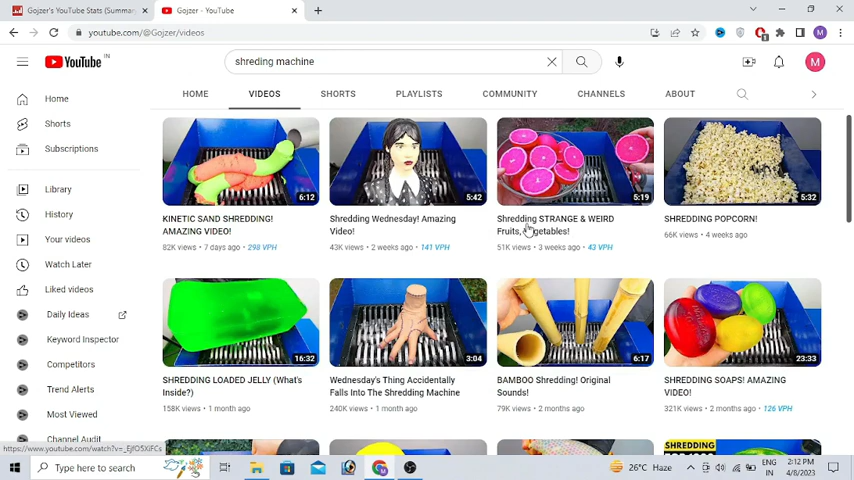 Gojzer's YouTube Stats (Summar
Gojzer - YouTube
youtube.com/@Gojzer/videos
YouTube IN
shreding machine
M
HOME
VIDEOS
SHORTS
PLAYLISTS
COMMUNITY
CHANNELS
ABOUT
Home
Shorts
Subscriptions
Library
History
Your videos
Watch Later
Liked videos
Daily Ideas
Keyword Inspector
Competitors
Trend Alerts
Most Viewed
Channel Audit
6:12
KINETIC SAND SHREDDING!
AMAZING VIDEO!
82K views • 7 days ago • 298 VPH
5:42
Shredding Wednesday! Amazing
Video!
43K views • 2 weeks ago • 141 VPH
5:19
Shredding STRANGE & WEIRD
Fruits, Vegetables!
51K views • 3 weeks ago • 43 VPH
5:32
SHREDDING POPCORN!
66K views • 4 weeks ago
16:32
SHREDDING LOADED JELLY (What's
Inside?)
158K views • 1 month ago
3:04
Wednesday's Thing Accidentally
Falls Into The Shredding Machine
240K views • 1 month ago
6:17
BAMBOO Shredding! Original
Sounds!
79K views • 2 months ago
23:33
SHREDDING SOAPS! AMAZING
VIDEO!
321K views • 2 months ago • 126 VPH
SHREDDING
https://www.youtube.com/watch?v=_EJfO5XiFCs
Type here to search
26°C Haze
ENG
IN
2:12 PM
4/8/2023